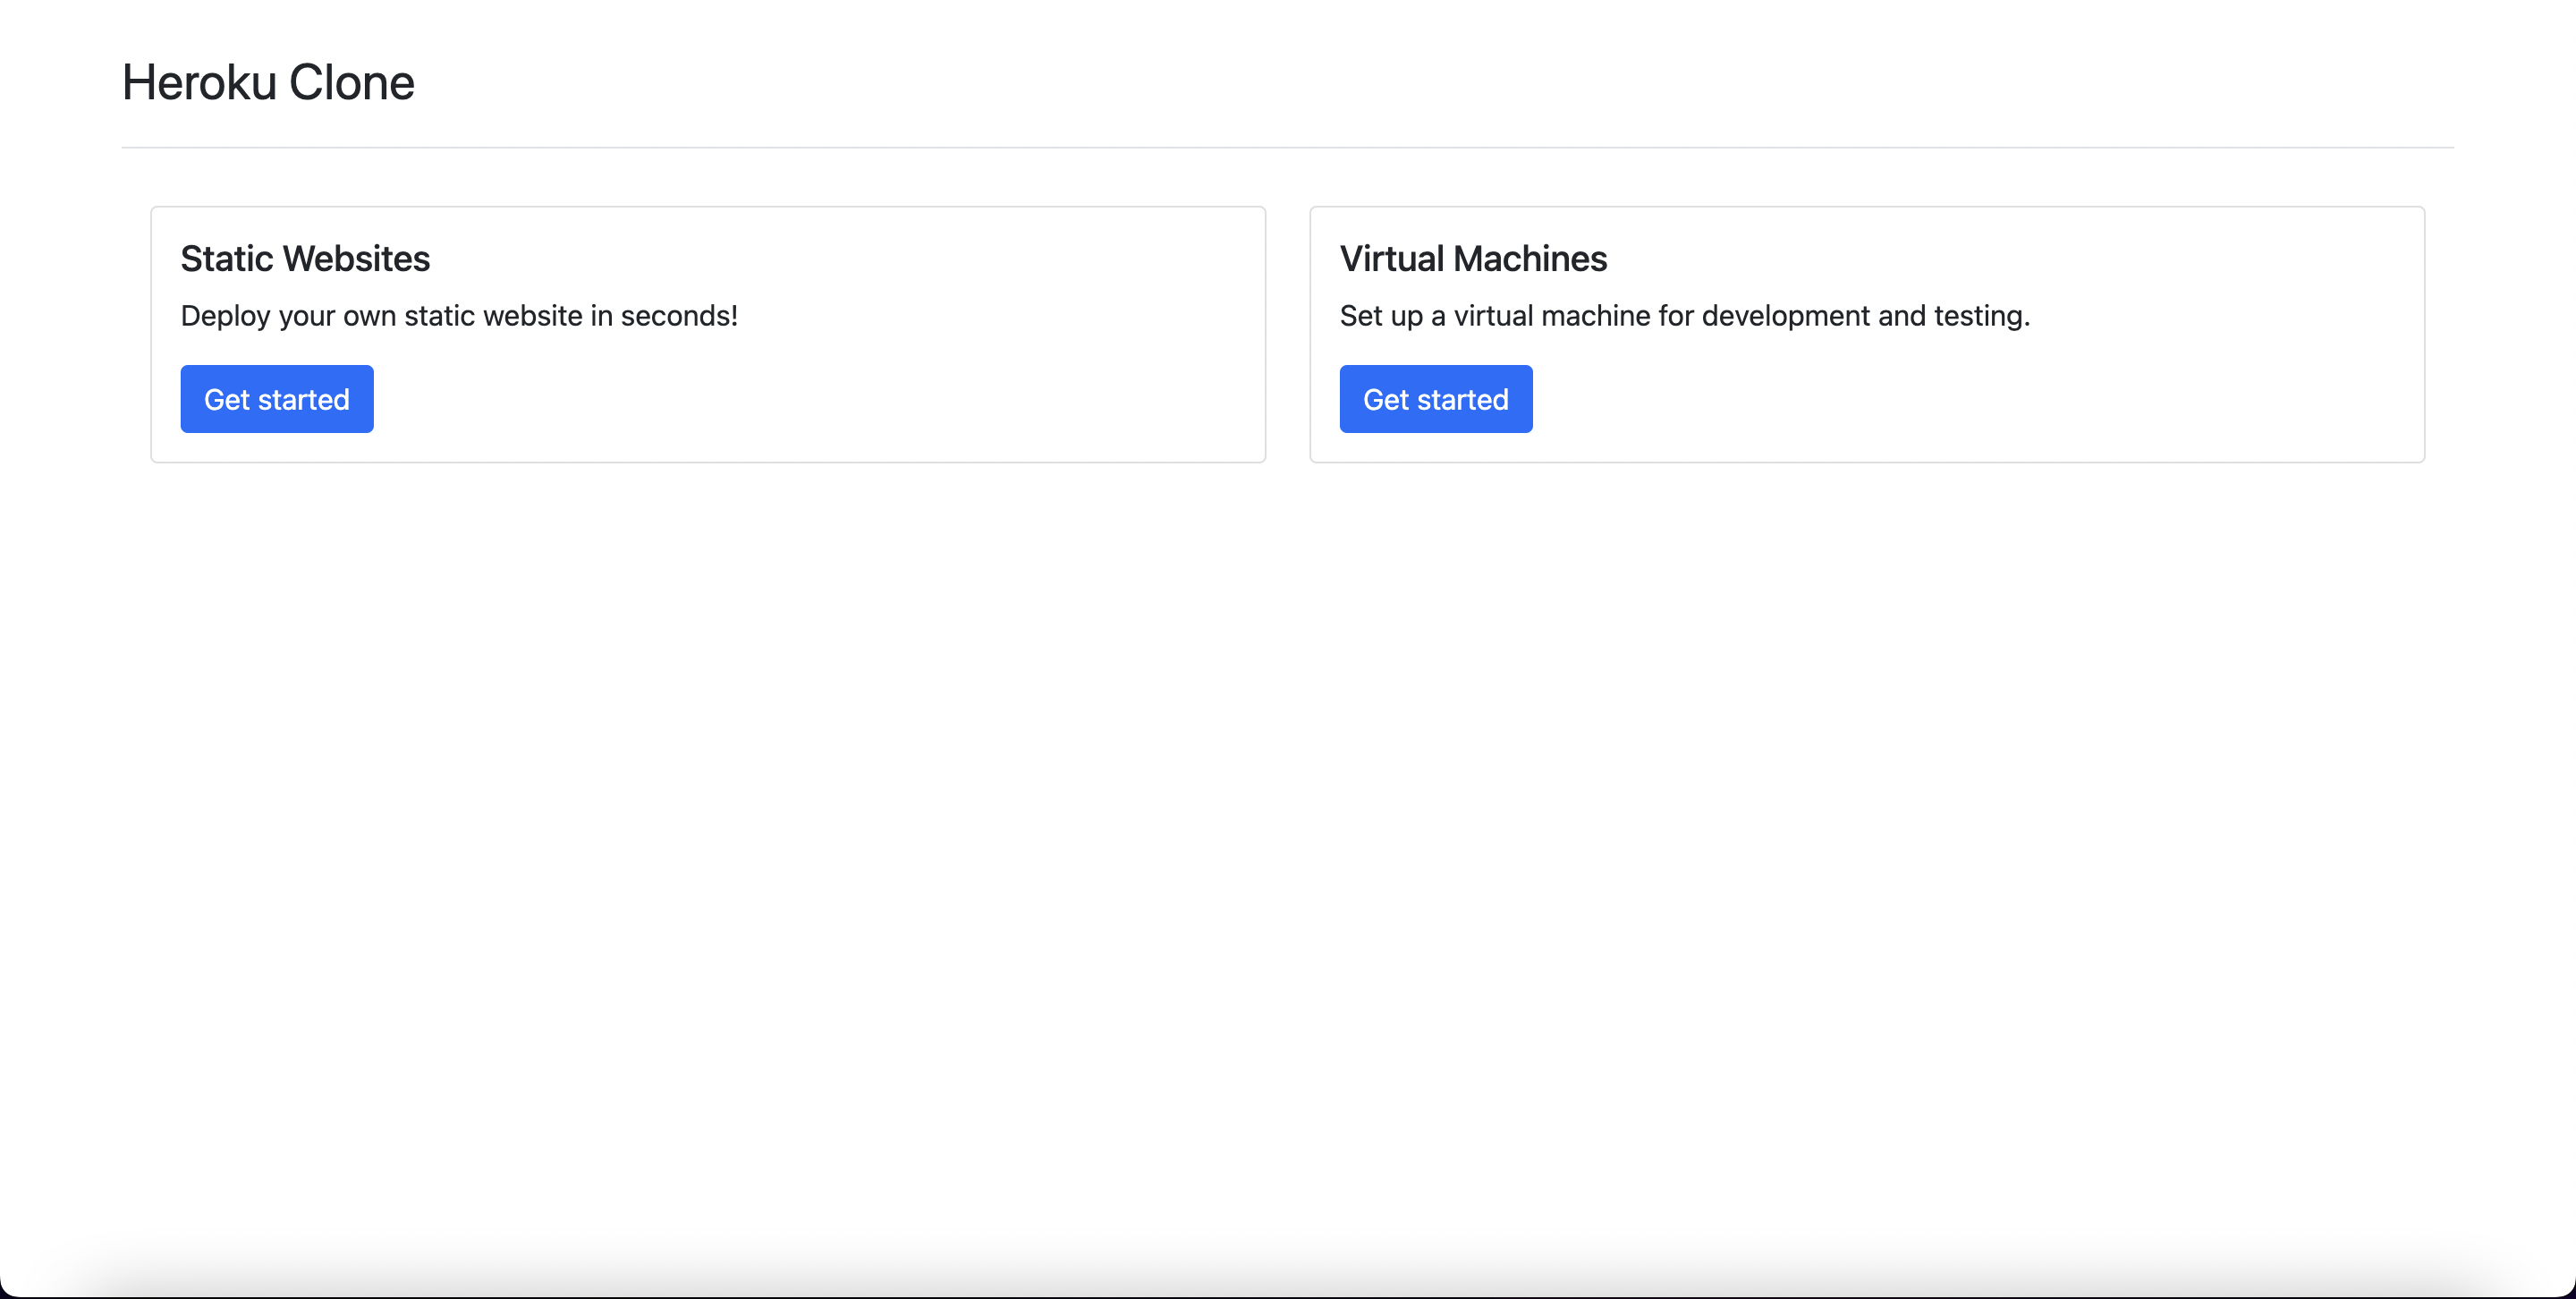 Heroku Clone
Static Websites
Deploy your own static website in seconds!
Get started
Virtual Machines
Set up a virtual machine for development and testing.
Get started